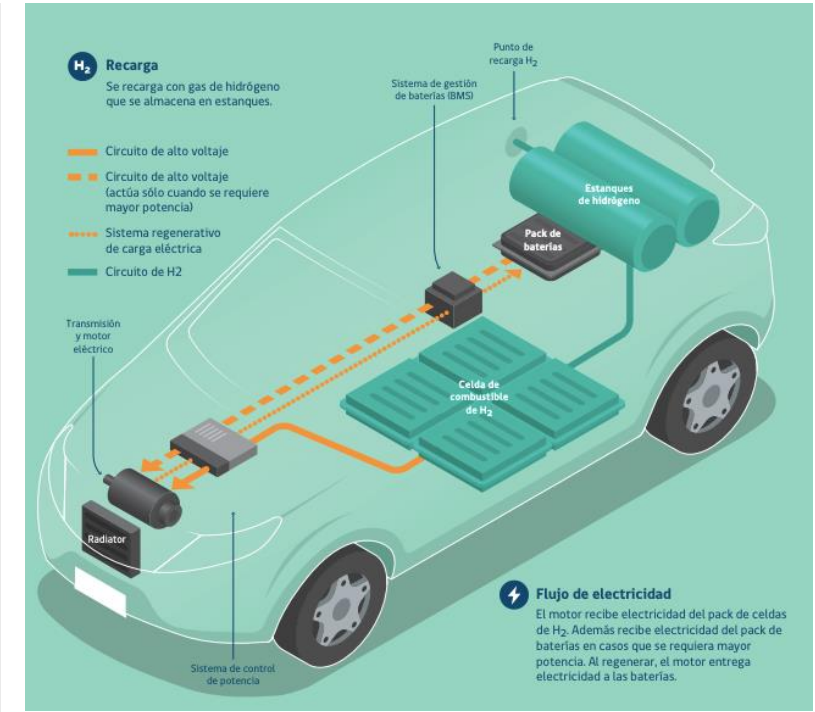 H2 Recarga
Se recarga con gas de hidrógeno
que se almacena en estanques.
Circuito de alto voltaje
Circuito de alto voltaje
(actúa sólo cuando se requiere
mayor potencia)
Sistema regenerativo
de carga eléctrica
Circuito de H2
Punto de
recarga H2
Sistema de gestión
de baterías (BMS)
Estanques
de hidrógeno
Pack de
baterías
Transmisión
y motor
eléctrico
Celda de
combustible
de H2
Radiator
Sistema de control
de potencia
Flujo de electricidad
El motor recibe electricidad del pack de celdas
de H2. Además recibe electricidad del pack de
baterías en casos que se requiera mayor
potencia. Al regenerar, el motor entrega
electricidad a las baterías.